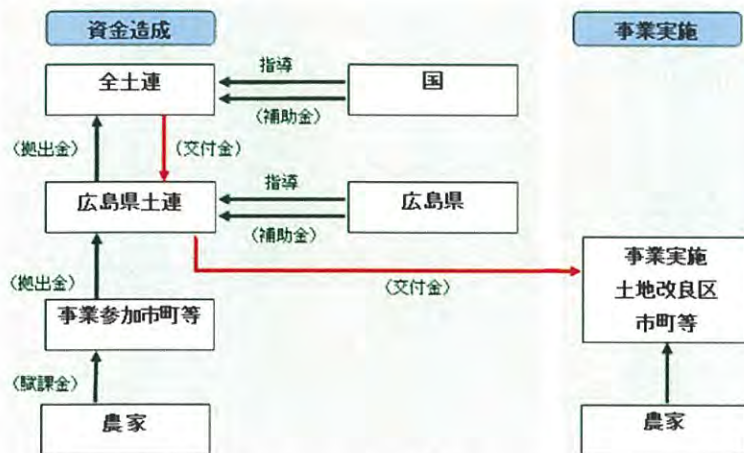 資金造成
事業実施
全土連
指導
国
(補助金)
(拠出金)
(交付金)
広島県土連
指導
広島県
(補助金)
(拠出金)
(交付金)
事業実施
土地改良区
市町等
事業参加市町等
(賦課金)
農家
農家